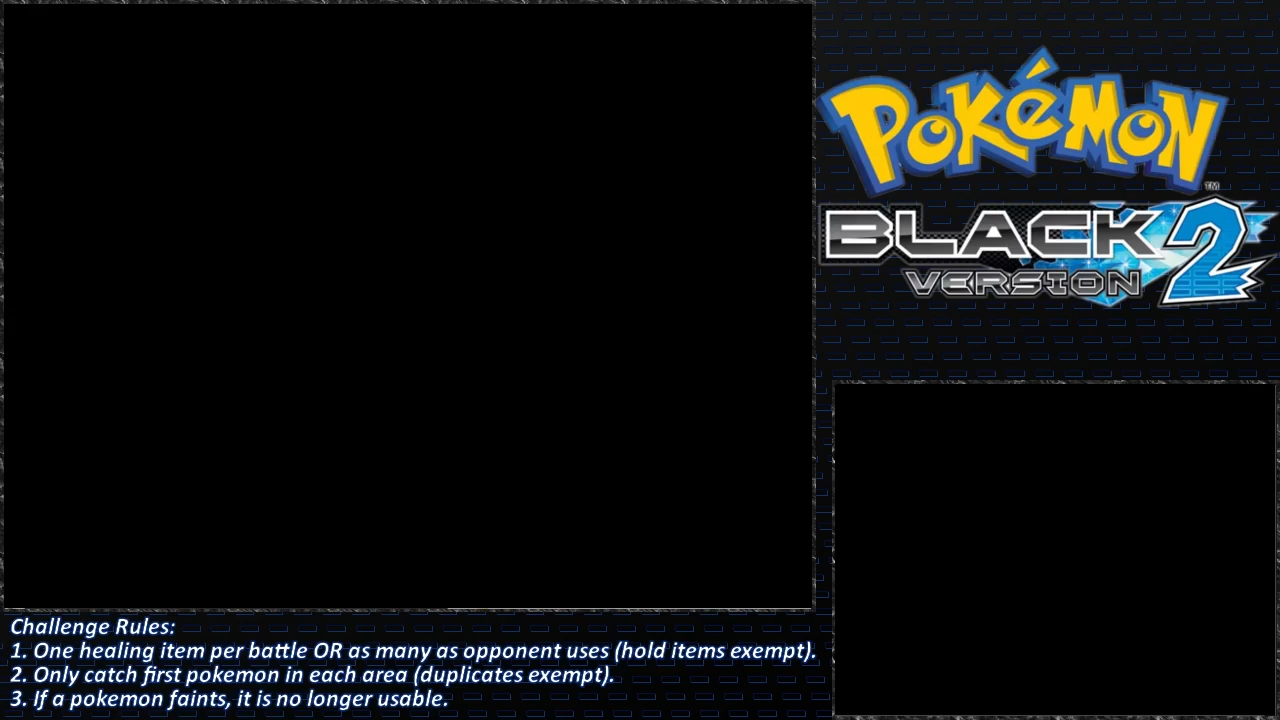 POKéMON
TM
BLACK 2
VERSION
Challenge Rules:
1. One healing item per battle OR as many as opponent uses (hold items exempt).
2. Only catch first pokemon in each area (duplicates exempt).
3. If a pokemon faints, it is no longer usable.